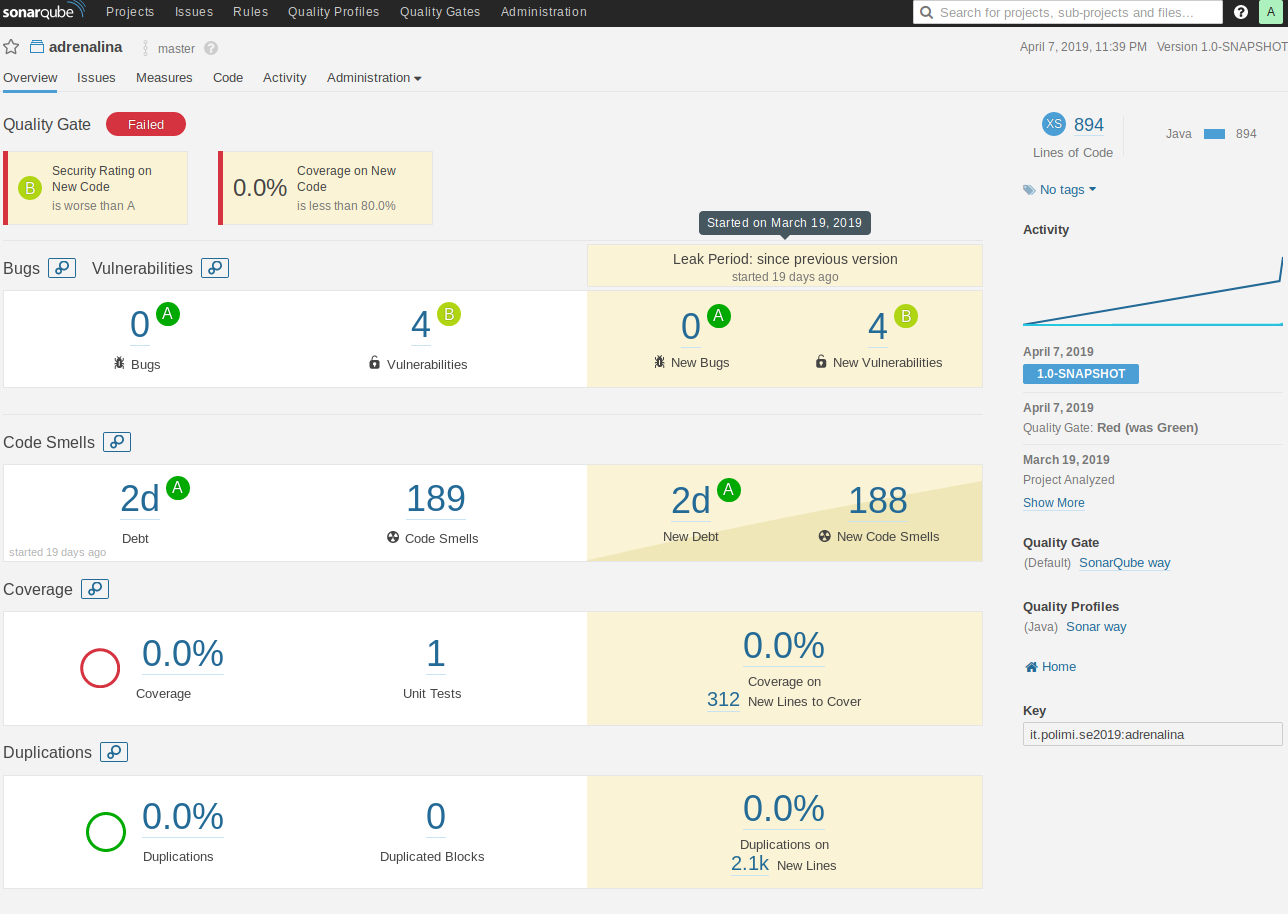 sonarqube Projects Issues Rules Quality Profiles Quality Gates Administration Search for projects, sub-projects and files... ? A
adrenalina master ? April 7, 2019, 11:39 PM Version 1.0-SNAPSHOT
Overview Issues Measures Code Activity Administration
Quality Gate Failed
B Security Rating on
New Code
is worse than A
0.0% Coverage on New
Code
is less than 80.0%
Started on March 19, 2019
Bugs Vulnerabilities
Leak Period: since previous version
started 19 days ago
0 A
Bugs
4 B
Vulnerabilities
0 A
New Bugs
4 B
New Vulnerabilities
Code Smells
2d A
Debt
started 19 days ago
189
Code Smells
2d A
New Debt
188
New Code Smells
Coverage
0.0%
Coverage
1
Unit Tests
0.0%
Coverage on
312 New Lines to Cover
Duplications
0.0%
Duplications
0
Duplicated Blocks
0.0%
Duplications on
2.1k New Lines
XS 894
Lines of Code
Java 894
No tags
Activity
April 7, 2019
1.0-SNAPSHOT
April 7, 2019
Quality Gate: Red (was Green)
March 19, 2019
Project Analyzed
Show More
Quality Gate
(Default) SonarQube way
Quality Profiles
(Java) Sonar way
Home
Key
it.polimi.se2019:adrenalina